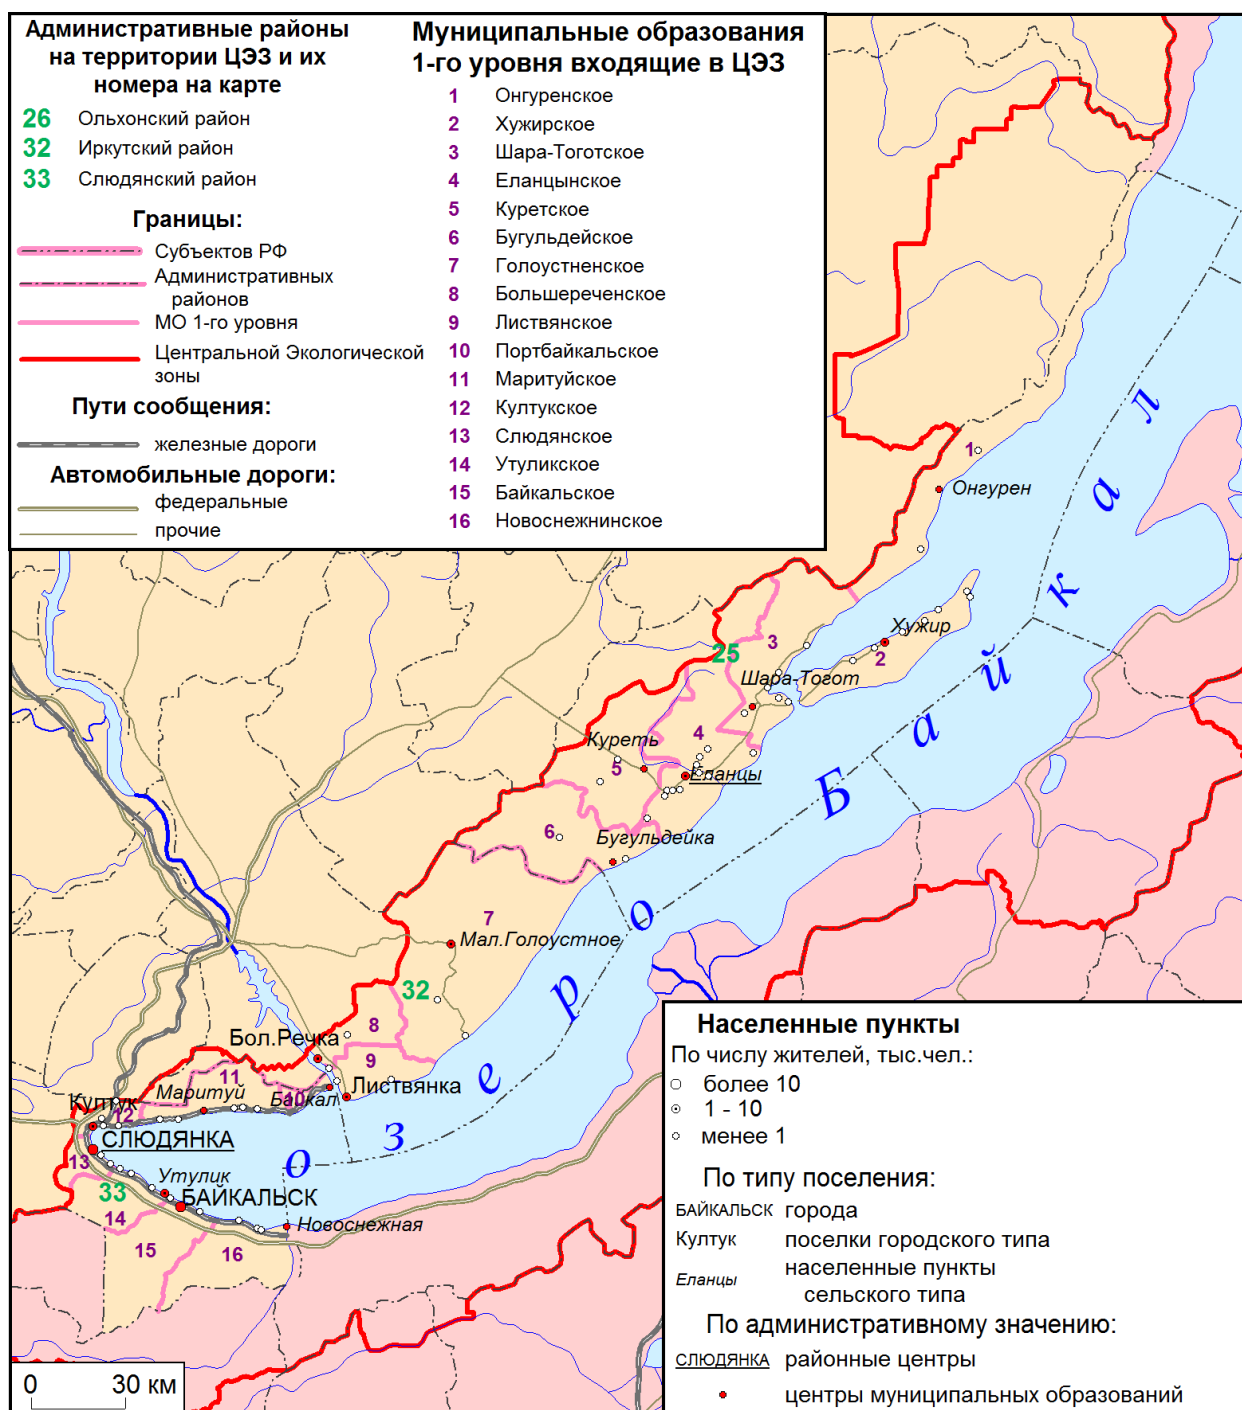 Административные районы
на территории ЦЭЗ и их
номера на карте
26 Ольхонский район
32 Иркутский район
33 Слюдянский район
Границы:
Субъектов РФ
Административных
районов
МО 1-го уровня
Центральной Экологической
зоны
Пути сообщения:
железные дороги
Автомобильные дороги:
федеральные
прочие
Муниципальные образования
1-го уровня входящие в ЦЭЗ
1 Онгуренское
2 Хужирское
3 Шара-Тоготское
4 Еланцынское
5 Куретское
6 Бугульдейское
7 Голоустненское
8 Большереченское
9 Листвянское
10 Портбайкальское
11 Маритуйское
12 Култукское
13 Слюдянское
14 Утуликское
15 Байкальское
16 Новоснежнинское
1
Онгурен
Хужир
2
3
25
Шара-Тогот
4
Куреть
5
Еланцы
6
Бугульдейка
7
Мал.Голоустное
32
8
Бол.Речка
9
Листвянка
11
Маритуй
10
Байкал
Култук
12
СЛЮДЯНКА
13
33
Утулик
БАЙКАЛЬСК
14
15
16
Новоснежная
озеро Байкал
0 30 км
Населенные пункты
По числу жителей, тыс.чел.:
более 10
1 - 10
менее 1
По типу поселения:
БАЙКАЛЬСК города
Култук поселки городского типа
Еланцы населенные пункты
сельского типа
По административному значению:
СЛЮДЯНКА районные центры
центры муниципальных образований